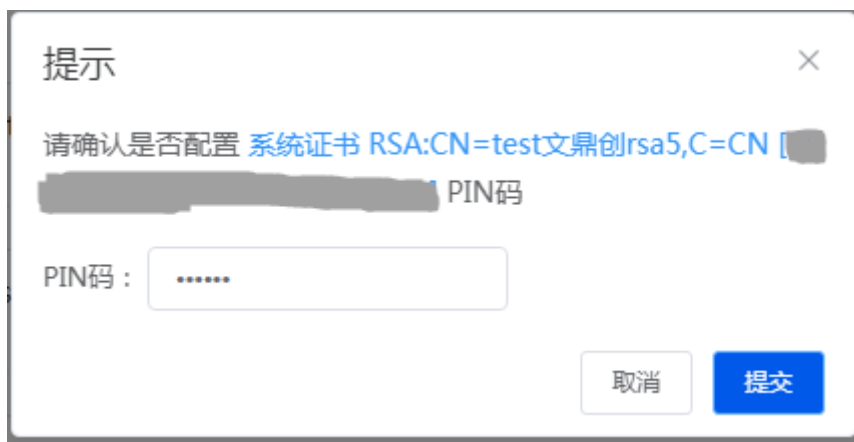 提示
请确认是否配置 系统证书 RSA:CN=test文鼎创rsa5,C=CN [
] PIN码
PIN码：
••••••
取消
提交